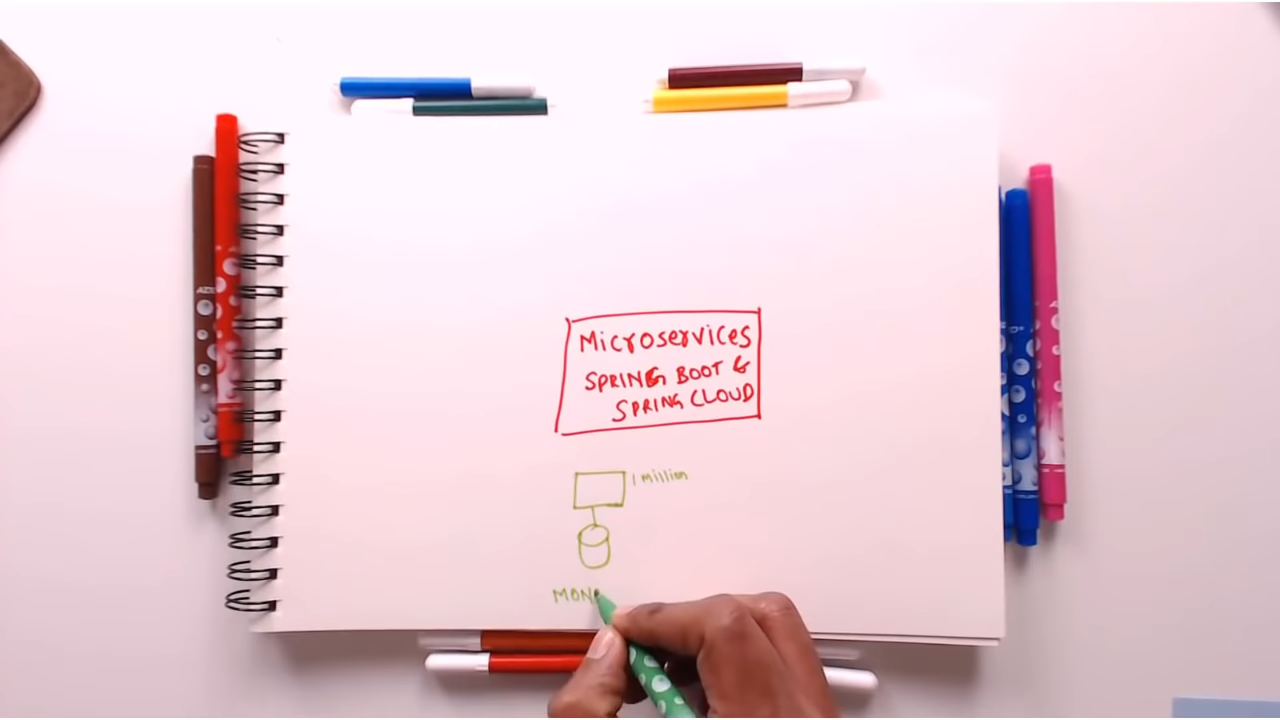 Microservices
SPRING BOOT &
SPRING CLOUD
1 million
MONO